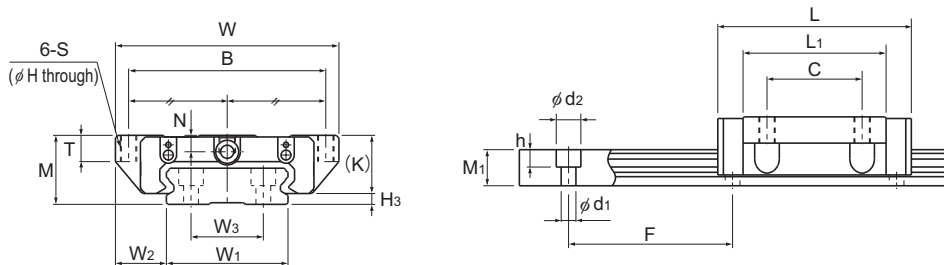 W
B
6-S
(φH through)
N
T
M
(K)
H3
W3
W2
W1
L
L1
C
φd2
h
M1
φd1
F